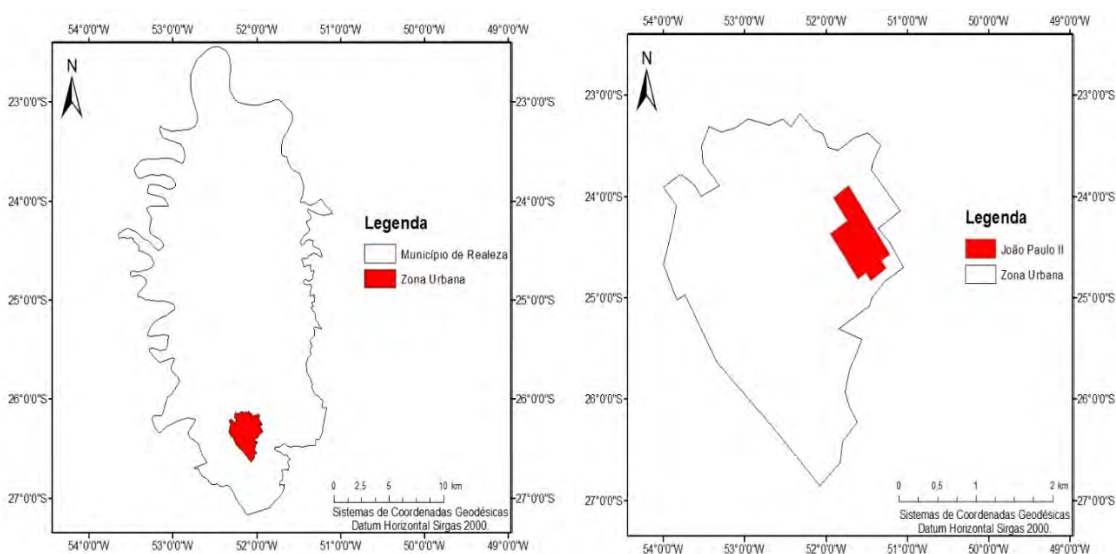 54°0'0"W 53°0'0"W 52°0'0"W 51°0'0"W 50°0'0"W 49°0'0"W
N
23°0'0"S 23°0'0"S
24°0'0"S 24°0'0"S
25°0'0"S 25°0'0"S
26°0'0"S 26°0'0"S
27°0'0"S 27°0'0"S
Legenda
Município de Realeza
Zona Urbana
0 2,5 5 10 km
Sistemas de Coordenadas Geodésicas
Datum Horizontal Sirgas 2000.
54°0'0"W 53°0'0"W 52°0'0"W 51°0'0"W 50°0'0"W 49°0'0"W
54°0'0"W 53°0'0"W 52°0'0"W 51°0'0"W 50°0'0"W 49°0'0"W
N
23°0'0"S 23°0'0"S
24°0'0"S 24°0'0"S
25°0'0"S 25°0'0"S
26°0'0"S 26°0'0"S
27°0'0"S 27°0'0"S
Legenda
João Paulo II
Zona Urbana
0 0,5 1 2 km
Sistemas de Coordenadas Geodésicas
Datum Horizontal Sirgas 2000.
54°0'0"W 53°0'0"W 52°0'0"W 51°0'0"W 50°0'0"W 49°0'0"W